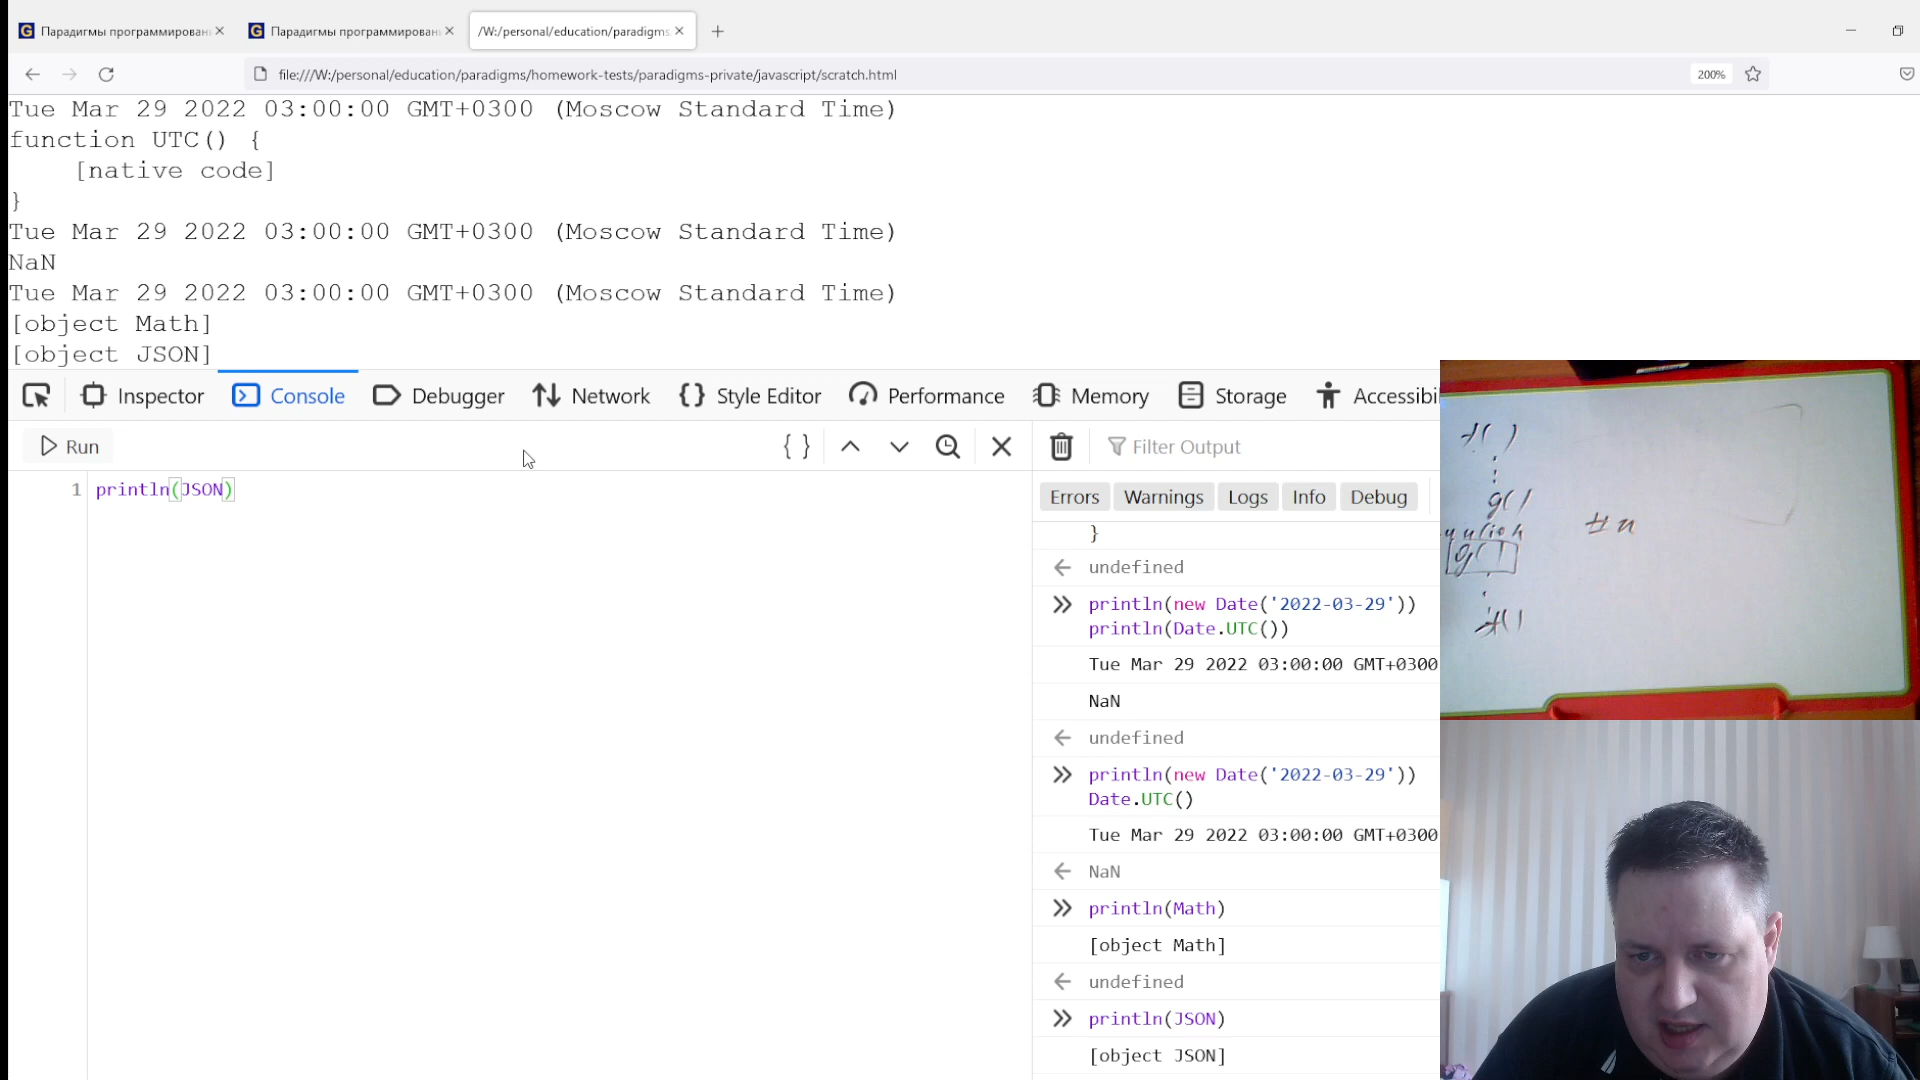 Парадигмы программирован
Парадигмы программирован
/W:/personal/education/paradigms
file:///W:/personal/education/paradigms/homework-tests/paradigms-private/javascript/scratch.html
200%
Tue Mar 29 2022 03:00:00 GMT+0300 (Moscow Standard Time)
function UTC() {
    [native code]
}
Tue Mar 29 2022 03:00:00 GMT+0300 (Moscow Standard Time)
NaN
Tue Mar 29 2022 03:00:00 GMT+0300 (Moscow Standard Time)
[object Math]
[object JSON]
Inspector Console Debugger Network Style Editor Performance Memory Storage Accessibi
Run
Filter Output
1 println(JSON)
Errors Warnings Logs Info Debug
}
undefined
println(new Date('2022-03-29'))
println(Date.UTC())
Tue Mar 29 2022 03:00:00 GMT+0300
NaN
undefined
println(new Date('2022-03-29'))
Date.UTC()
Tue Mar 29 2022 03:00:00 GMT+0300
NaN
println(Math)
[object Math]
undefined
println(JSON)
[object JSON]
f()
g()
g()